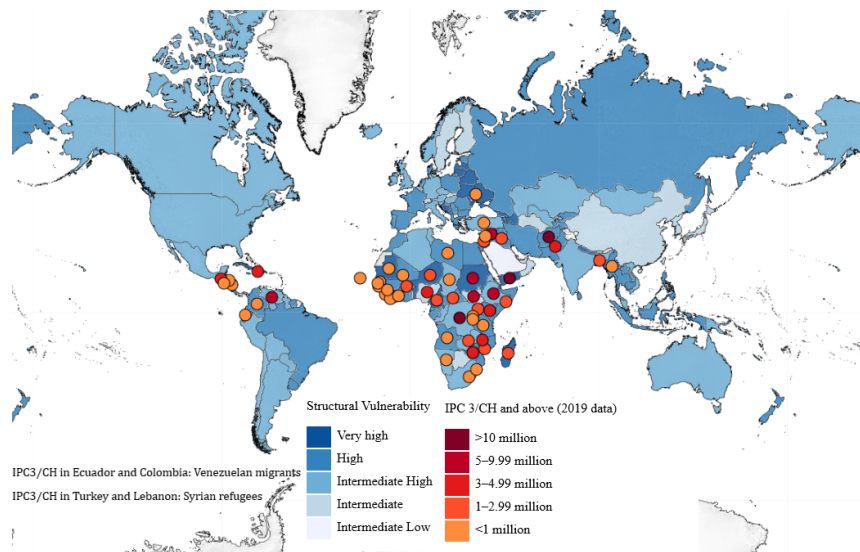 Structural Vulnerability
Very high
High
Intermediate High
Intermediate
Intermediate Low
IPC 3/CH and above (2019 data)
>10 million
5–9.99 million
3–4.99 million
1–2.99 million
<1 million
IPC3/CH in Ecuador and Colombia: Venezuelan migrants
IPC3/CH in Turkey and Lebanon: Syrian refugees